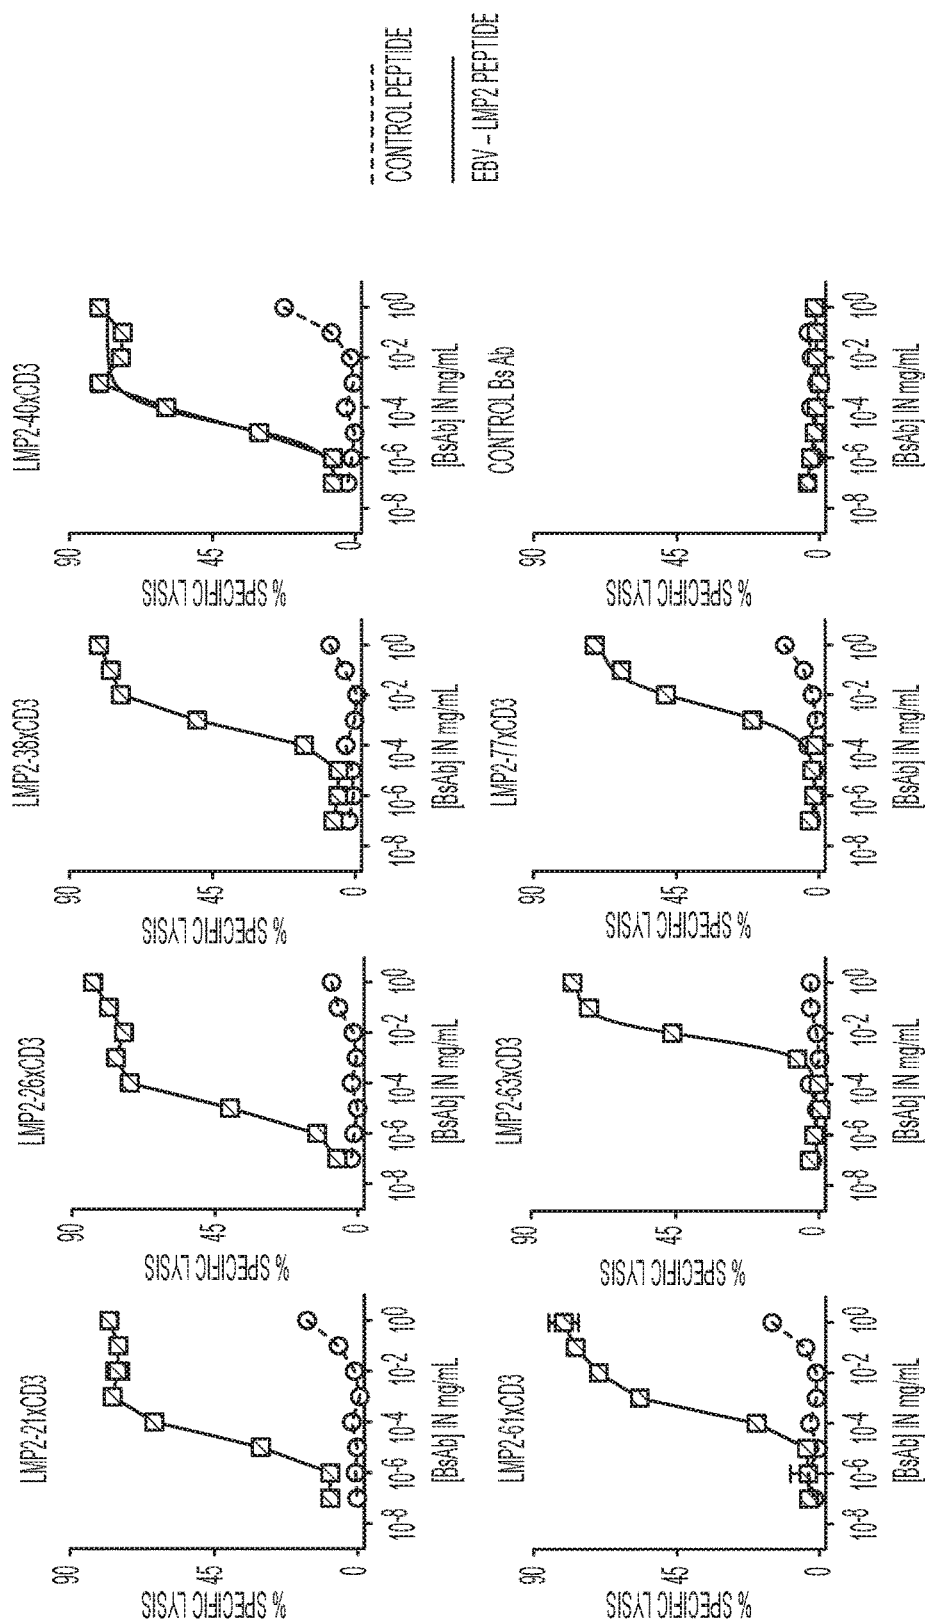 LMP2-21xCD3
% SPECIFIC LYSIS
90
45
0
10-8
10-6
10-4
10-2
100
[BsAb] IN mg/mL
LMP2-26xCD3
% SPECIFIC LYSIS
90
45
0
10-8
10-6
10-4
10-2
100
[BsAb] IN mg/mL
LMP2-38xCD3
% SPECIFIC LYSIS
90
45
0
10-8
10-6
10-4
10-2
100
[BsAb] IN mg/mL
LMP2-40xCD3
% SPECIFIC LYSIS
90
45
0
10-8
10-6
10-4
10-2
100
[BsAb] IN mg/mL
LMP2-61xCD3
% SPECIFIC LYSIS
90
45
0
10-8
10-6
10-4
10-2
100
[BsAb] IN mg/mL
LMP2-63xCD3
% SPECIFIC LYSIS
90
45
0
10-8
10-6
10-4
10-2
100
[BsAb] IN mg/mL
LMP2-77xCD3
% SPECIFIC LYSIS
90
45
0
10-8
10-6
10-4
10-2
100
[BsAb] IN mg/mL
CONTROL Bs Ab
% SPECIFIC LYSIS
90
45
0
10-8
10-6
10-4
10-2
100
[BsAb] IN mg/mL
CONTROL PEPTIDE
EBV – LMP2 PEPTIDE